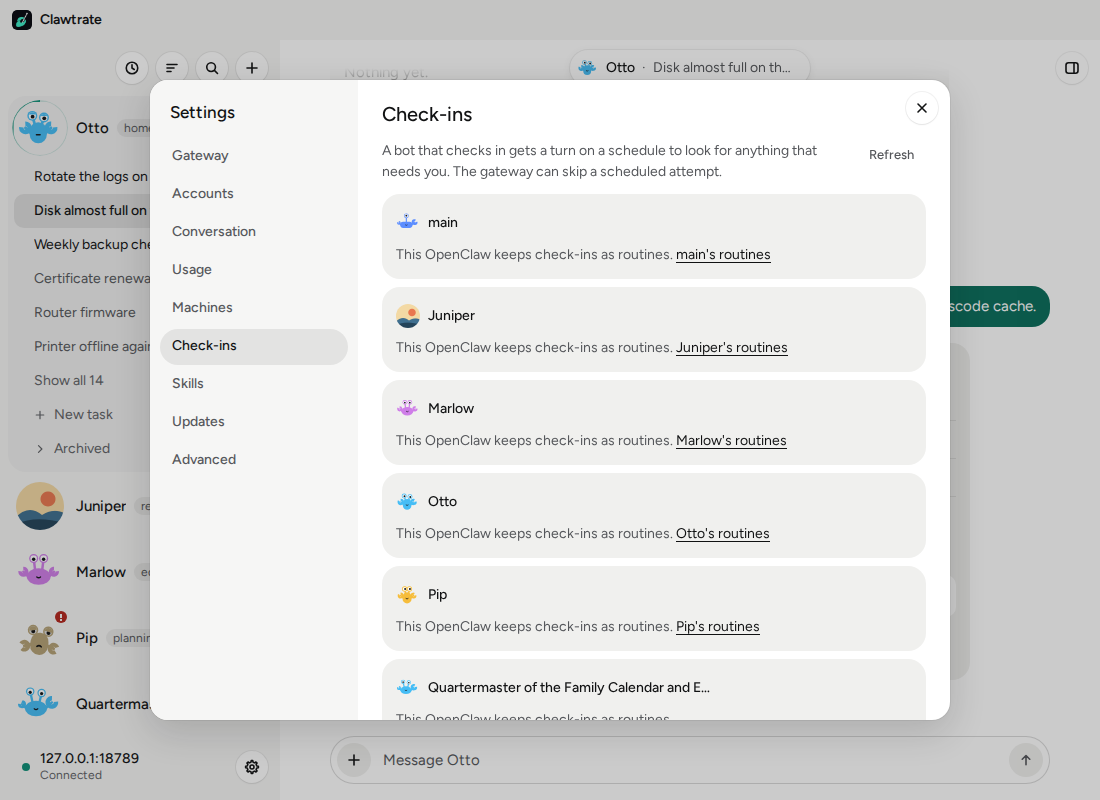 Clawtrate
Nothing yet.
Otto · Disk almost full on th...
Otto
Rotate the logs on
Disk almost full on
Weekly backup
Certificate
Router firmware
Printer offline
Show all 14
+ New task
Archived
Juniper
Marlow
Pip
127.0.0.1:18789
Connected
Settings
Gateway
Accounts
Conversation
Usage
Machines
Check-ins
Skills
Updates
Advanced
Check-ins
A bot that checks in gets a turn on a schedule to look for anything that
needs you. The gateway can skip a scheduled attempt.
Refresh
main
This OpenClaw keeps check-ins as routines. main's routines
Juniper
This OpenClaw keeps check-ins as routines. Juniper's routines
Marlow
This OpenClaw keeps check-ins as routines. Marlow's routines
Otto
This OpenClaw keeps check-ins as routines. Otto's routines
Pip
This OpenClaw keeps check-ins as routines. Pip's routines
Quartermaster of the Family Calendar and E...
This OpenClaw keeps check-ins as routines.
cache.
Message Otto